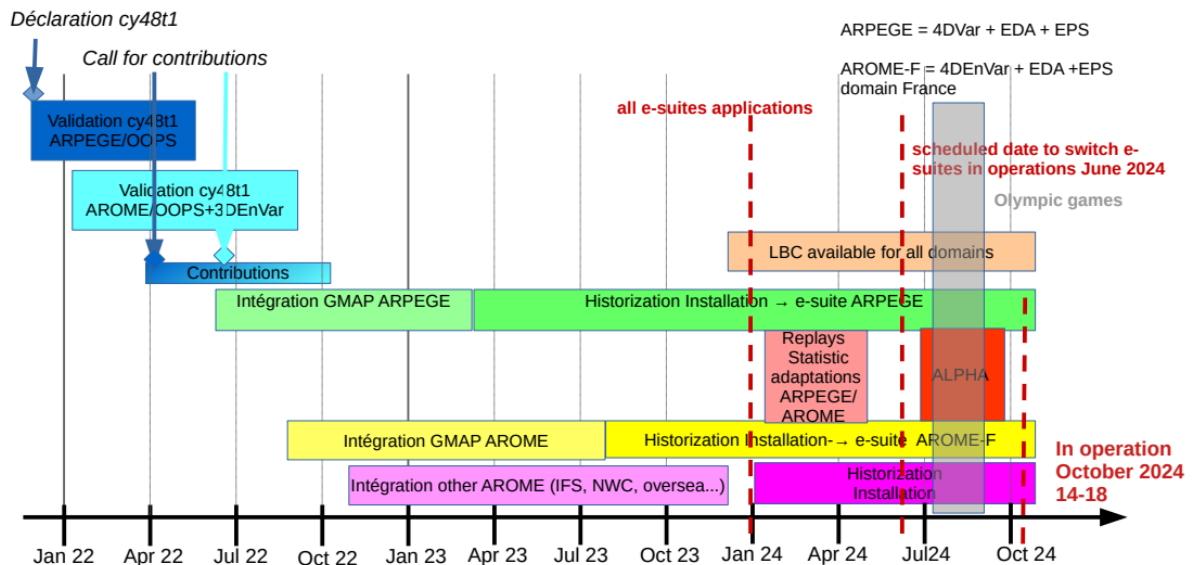 Déclaration cy48t1
Call for contributions
ARPEGE = 4DVar + EDA + EPS
AROME-F = 4DEnVar + EDA +EPS
domain France
all e-suites applications
Validation cy48t1
ARPEGE/OOPS
scheduled date to switch e-
suites in operations June 2024
Validation cy48t1
AROME/OOPS+3DEnVar
Olympic games
LBC available for all domains
Contributions
Intégration GMAP ARPEGE
Historization Installation → e-suite ARPEGE
Replays
Statistic
adaptations
ARPEGE/
AROME
ALPHA
Intégration GMAP AROME
Historization Installation-→ e-suite AROME-F
In operation
October 2024
14-18
Intégration other AROME (IFS, NWC, oversea...)
Historization
Installation
Jan 22
Apr 22
Jul 22
Oct 22
Jan 23
Apr 23
Jul 23
Oct 23
Jan 24
Apr 24
Jul24
Oct 24